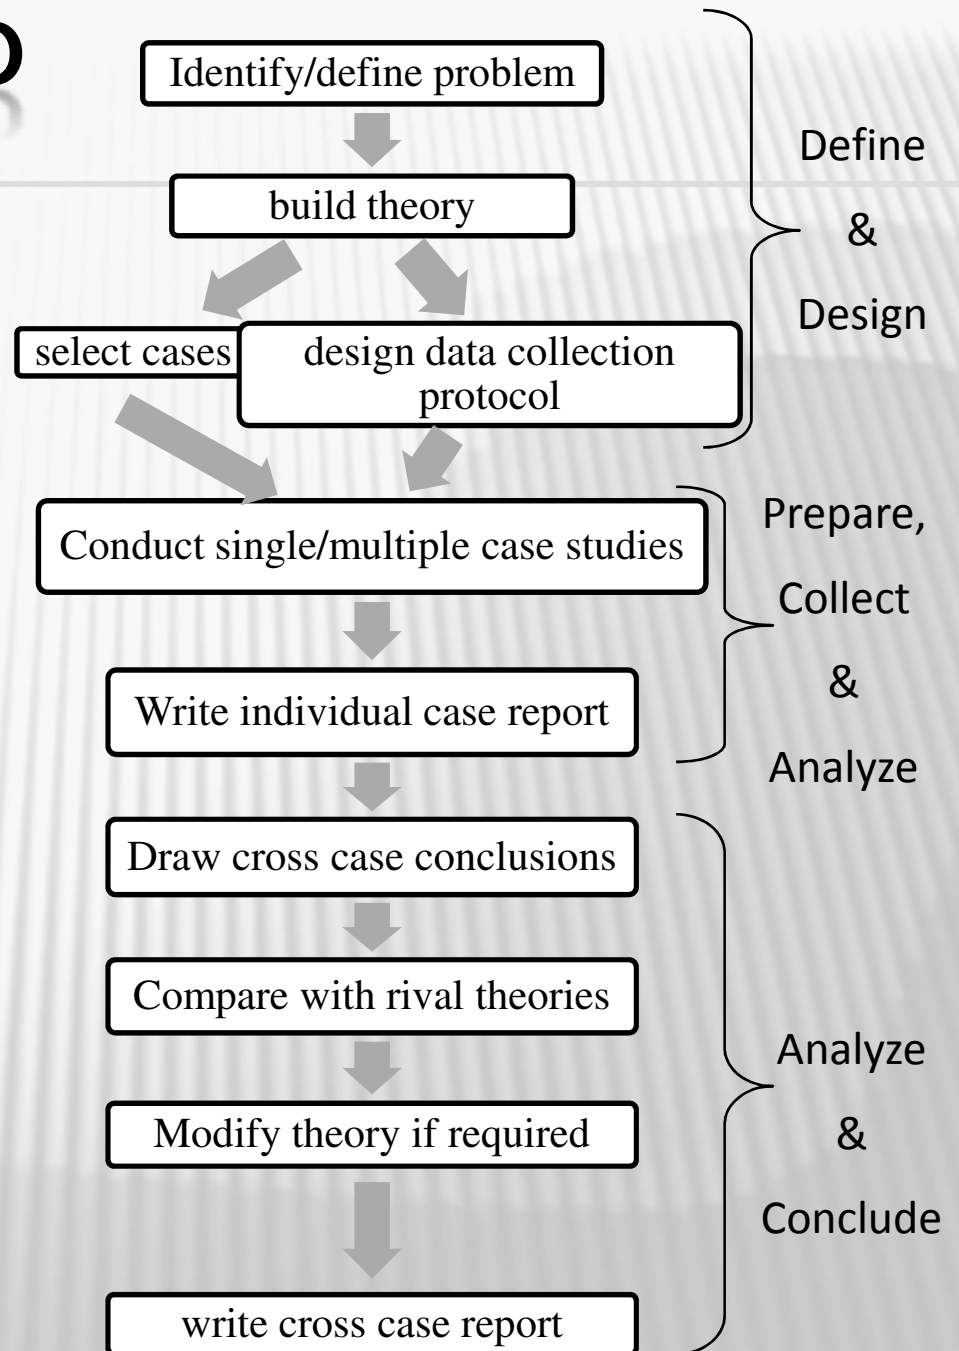 Identify/define problem
build theory
select cases
design data collection
protocol
Conduct single/multiple case studies
Write individual case report
Draw cross case conclusions
Compare with rival theories
Modify theory if required
write cross case report
Define
&
Design
Prepare,
Collect
&
Analyze
Analyze
&
Conclude